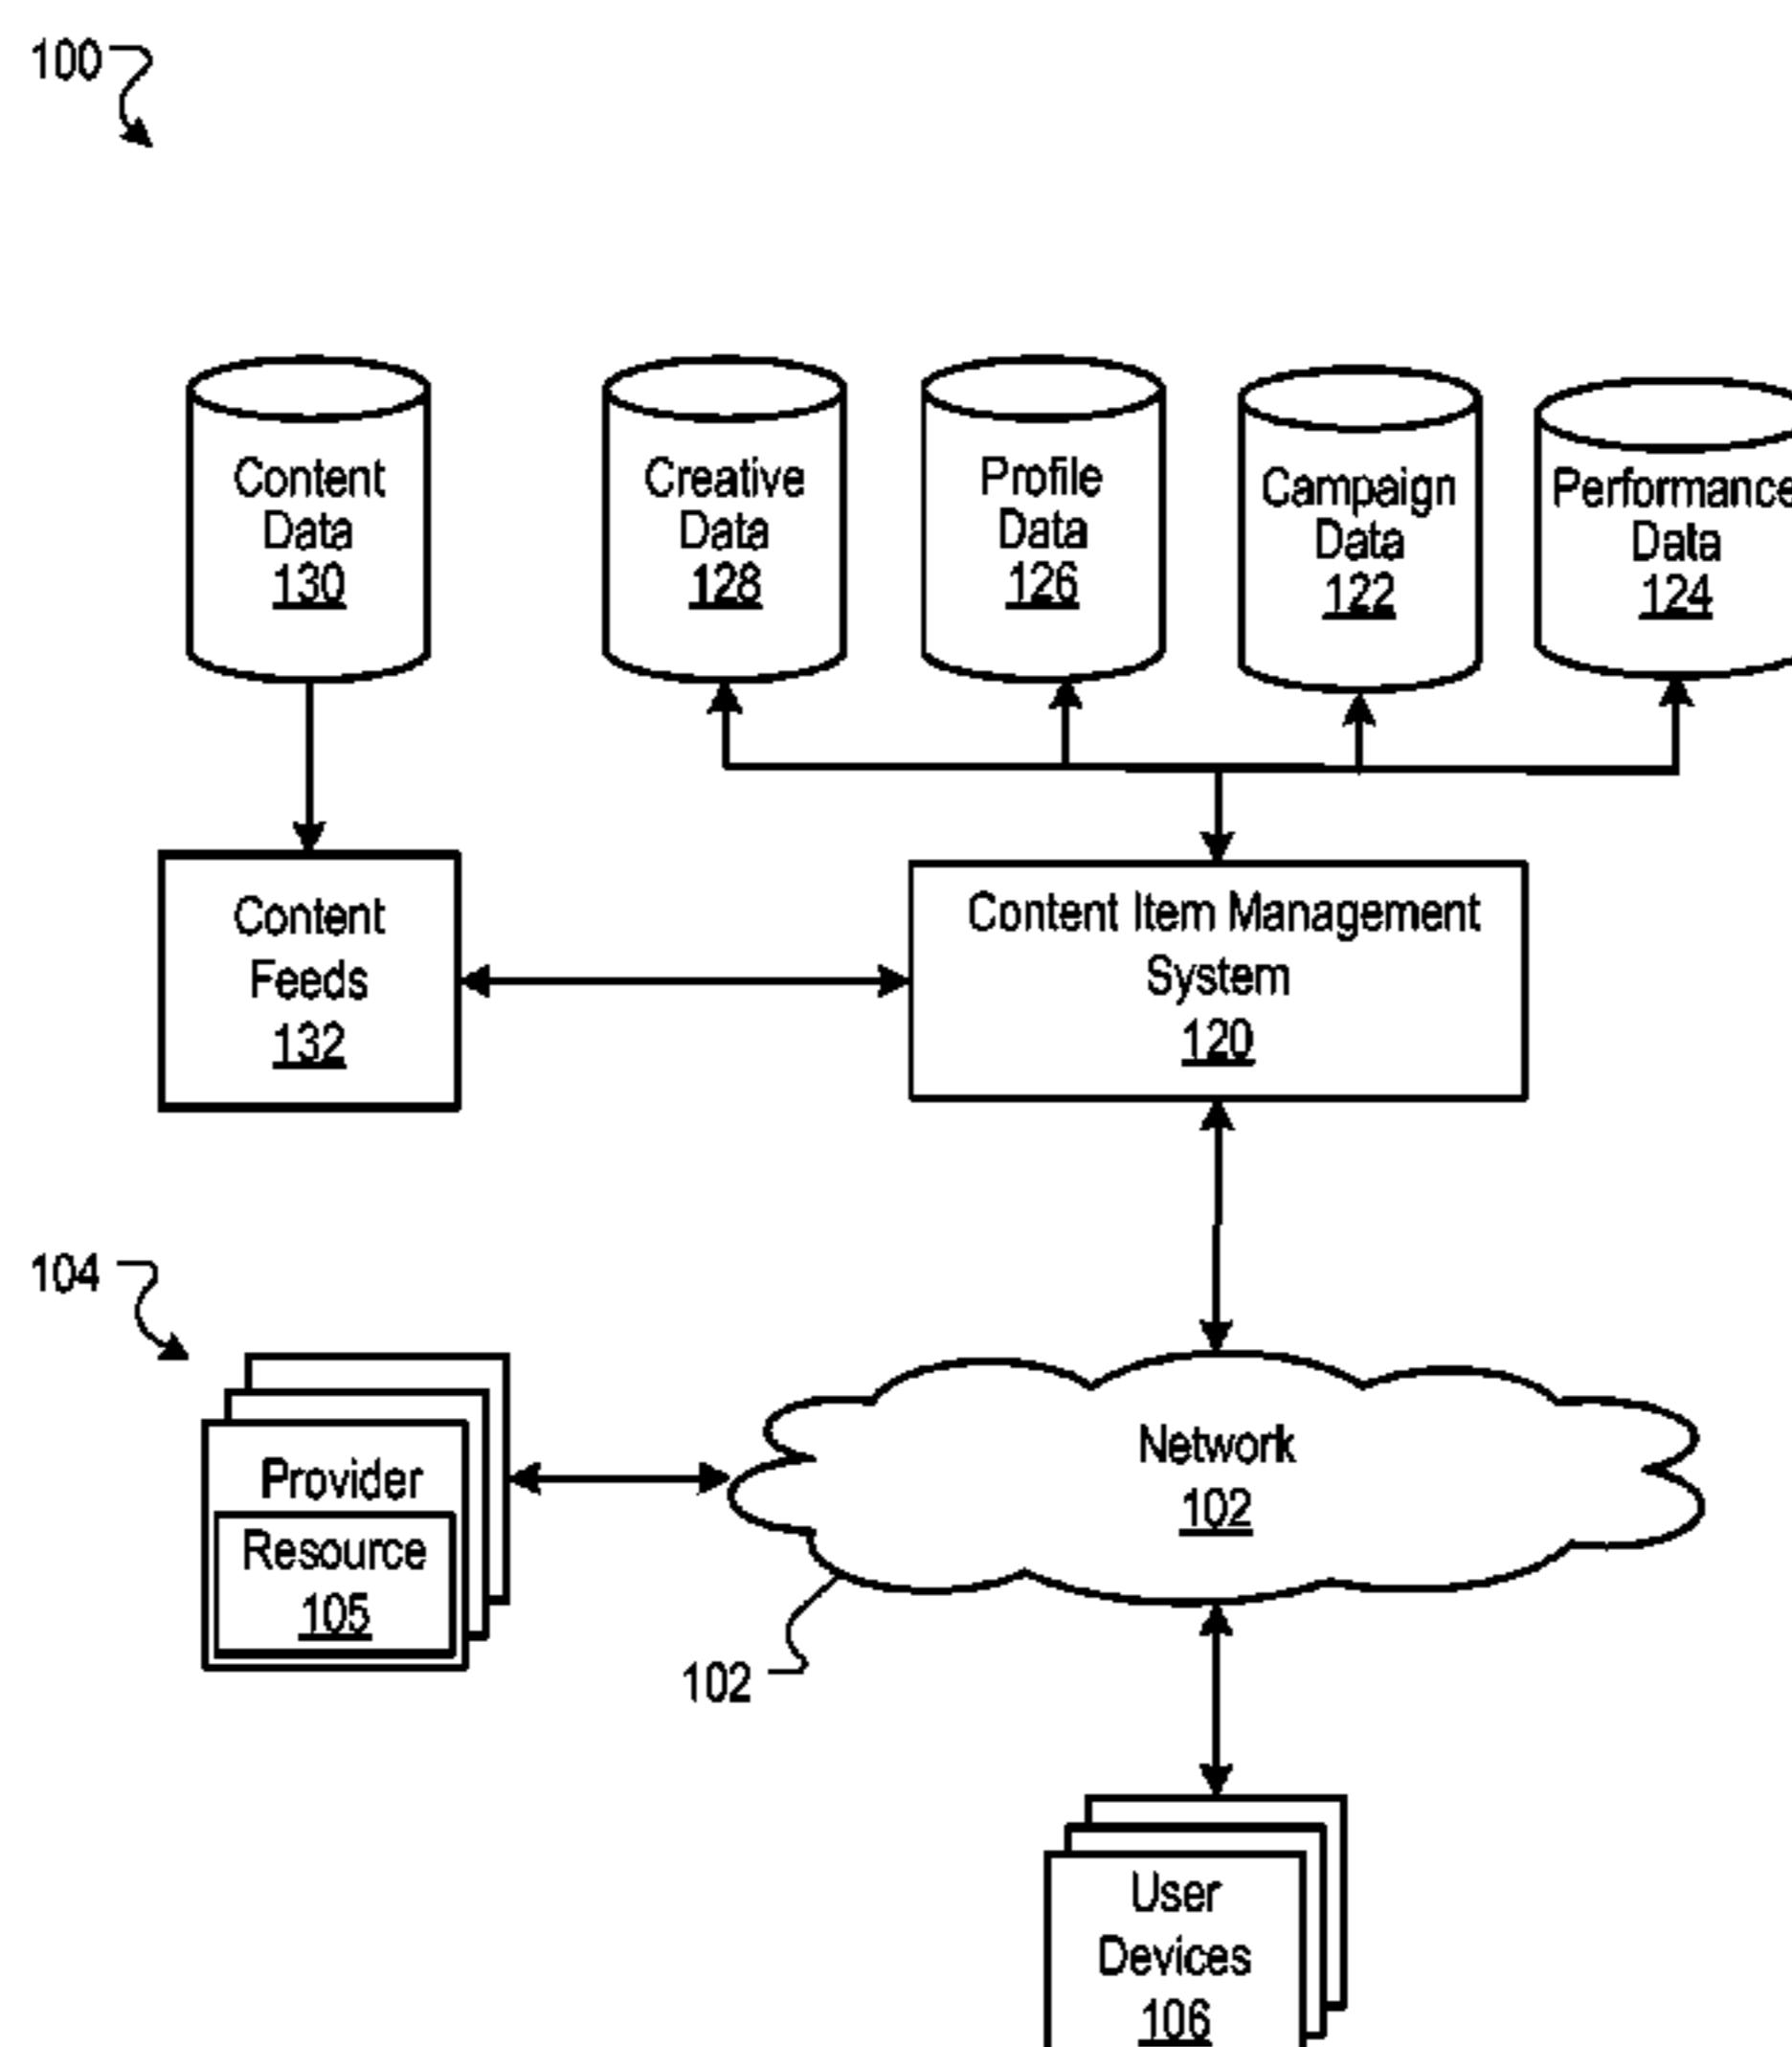 100
Content
Data
130
Creative
Data
128
Profile
Data
126
Campaign
Data
122
Performance
Data
124
Content
Feeds
132
Content Item Management
System
120
104
Provider
Resource
105
Network
102
102
User
Devices
106